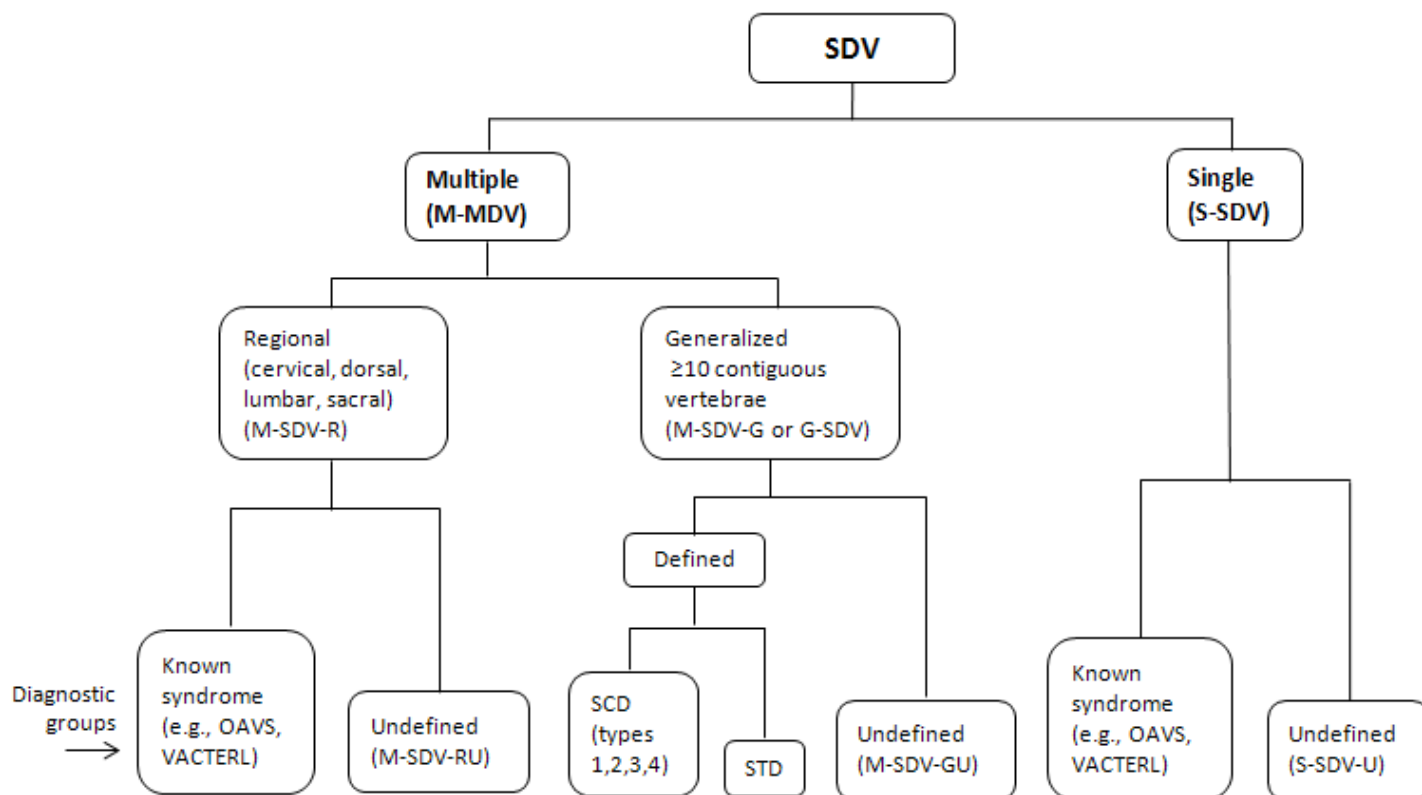 SDV
Multiple
(M-MDV)
Single
(S-SDV)
Regional
(cervical, dorsal,
lumbar, sacral)
(M-SDV-R)
Generalized
≥10 contiguous
vertebrae
(M-SDV-G or G-SDV)
Defined
Diagnostic
groups
Known
syndrome
(e.g., OAVS,
VACTERL)
Undefined
(M-SDV-RU)
SCD
(types
1,2,3,4)
STD
Undefined
(M-SDV-GU)
Known
syndrome
(e.g., OAVS,
VACTERL)
Undefined
(S-SDV-U)